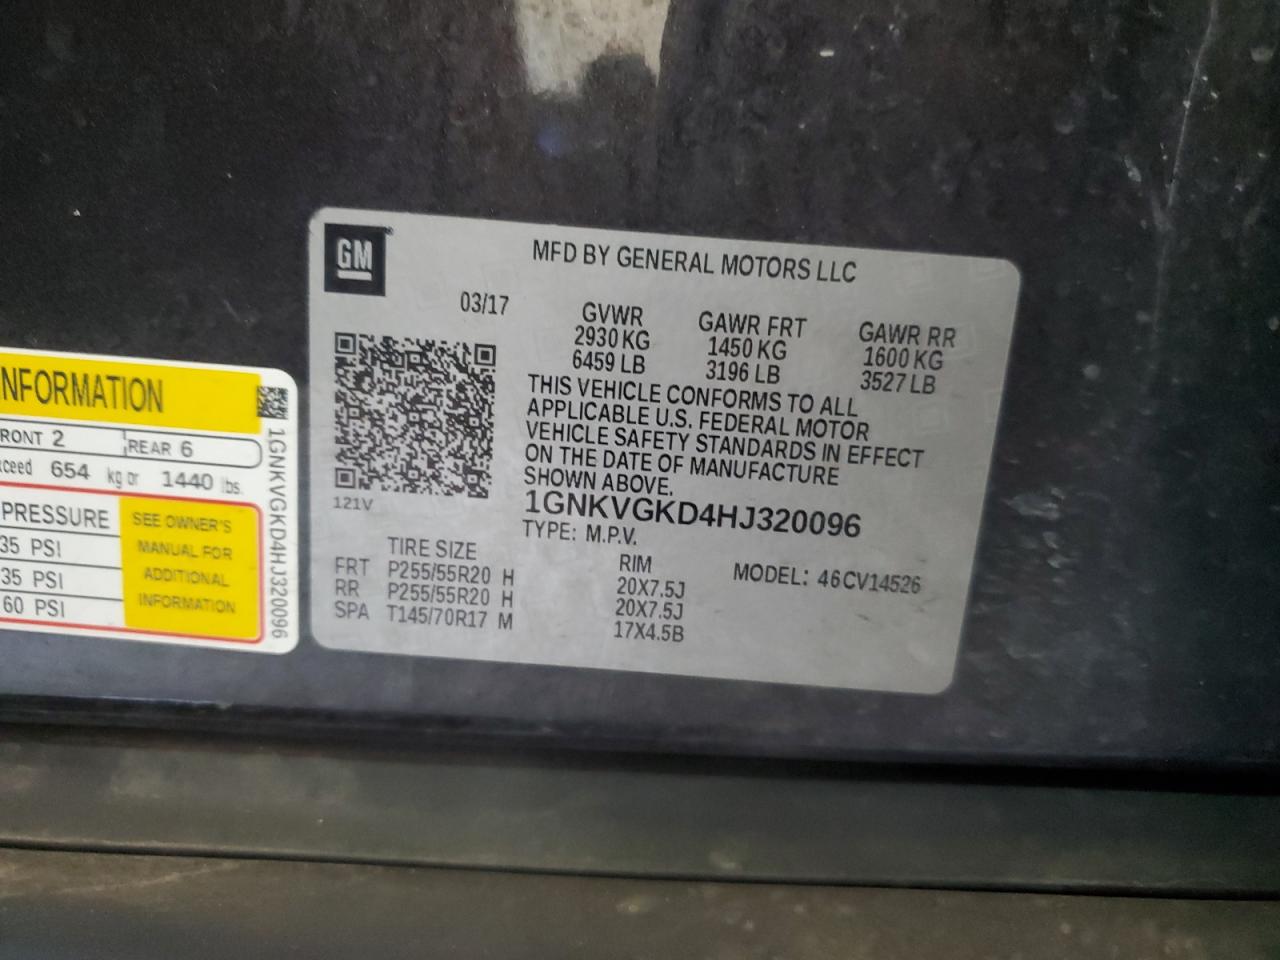 GM
MFD BY GENERAL MOTORS LLC
03/17
GVWR GAWR FRT GAWR RR
2930 KG 1450 KG 1600 KG
6459 LB 3196 LB 3527 LB
THIS VEHICLE CONFORMS TO ALL
APPLICABLE U.S. FEDERAL MOTOR
VEHICLE SAFETY STANDARDS IN EFFECT
ON THE DATE OF MANUFACTURE
SHOWN ABOVE.
121V
1GNKVGKD4HJ320096
TYPE: M.P.V.
TIRE SIZE RIM MODEL: 46CV14526
FRT P255/55R20 H 20X7.5J
RR P255/55R20 H 20X7.5J
SPA T145/70R17 M 17X4.5B
NFORMATION
RONT 2 REAR 6
xceed 654 kg or 1440 lbs.
PRESSURE
35 PSI
35 PSI
60 PSI
SEE OWNER'S
MANUAL FOR
ADDITIONAL
INFORMATION
1GNKVGKD4HJ320096